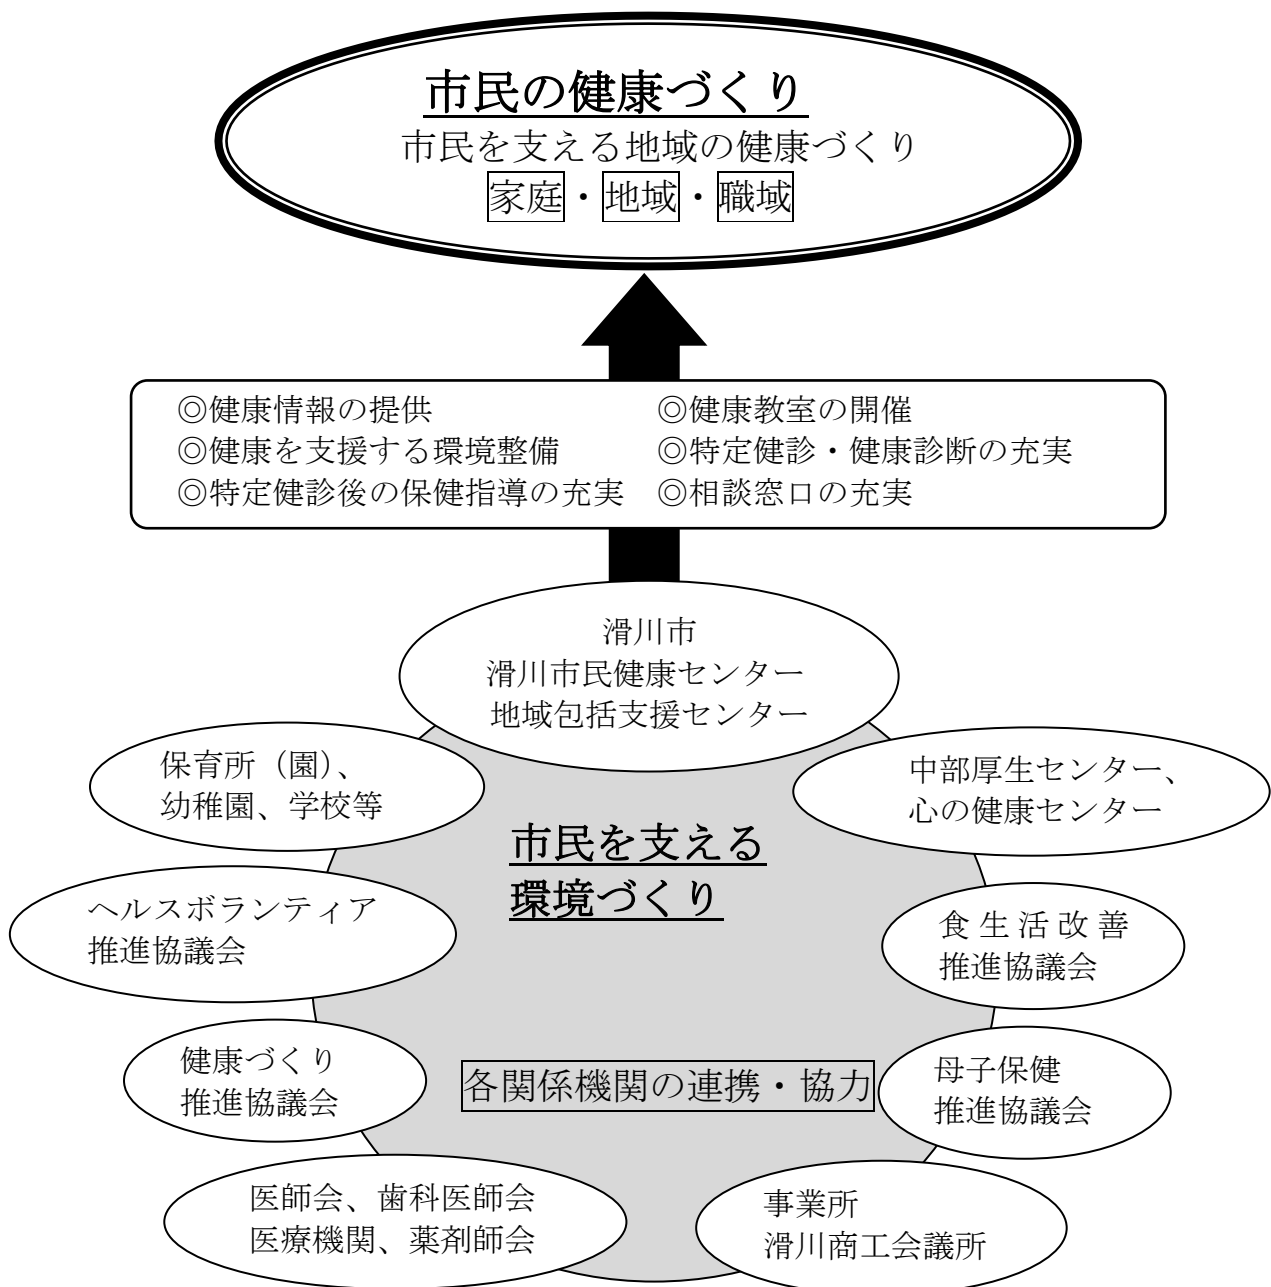 市民の健康づくり
市民を支える地域の健康づくり
家庭・地域・職域
◎健康情報の提供 ◎健康教室の開催
◎健康を支援する環境整備 ◎特定健診・健康診断の充実
◎特定健診後の保健指導の充実 ◎相談窓口の充実
滑川市
滑川市民健康センター
地域包括支援センター
保育所（園）、
幼稚園、学校等
中部厚生センター、
心の健康センター
市民を支える
環境づくり
ヘルスボランティア
推進協議会
食生活改善
推進協議会
健康づくり
推進協議会
各関係機関の連携・協力
母子保健
推進協議会
医師会、歯科医師会
医療機関、薬剤師会
事業所
滑川商工会議所